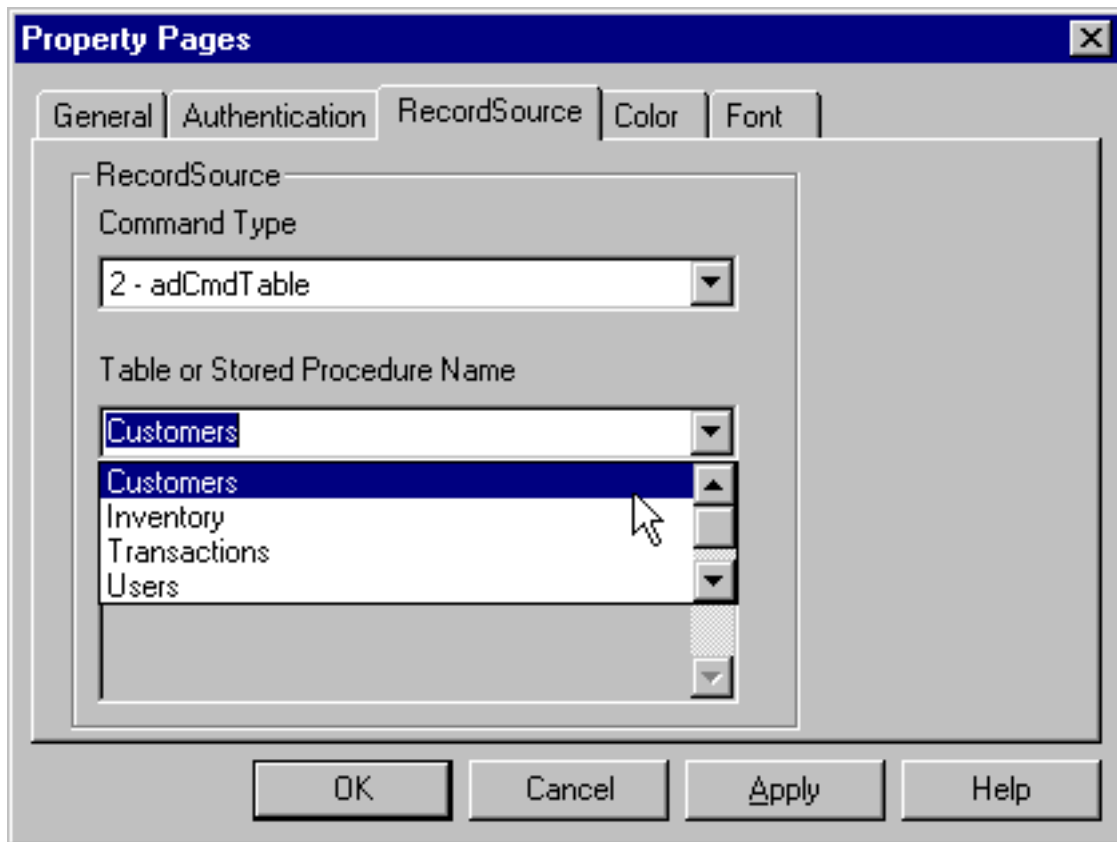 Property Pages
General Authentication RecordSource Color Font
RecordSource
Command Type
2 - adCmdTable
Table or Stored Procedure Name
Customers
Customers
Inventory
Transactions
Users
OK Cancel Apply Help